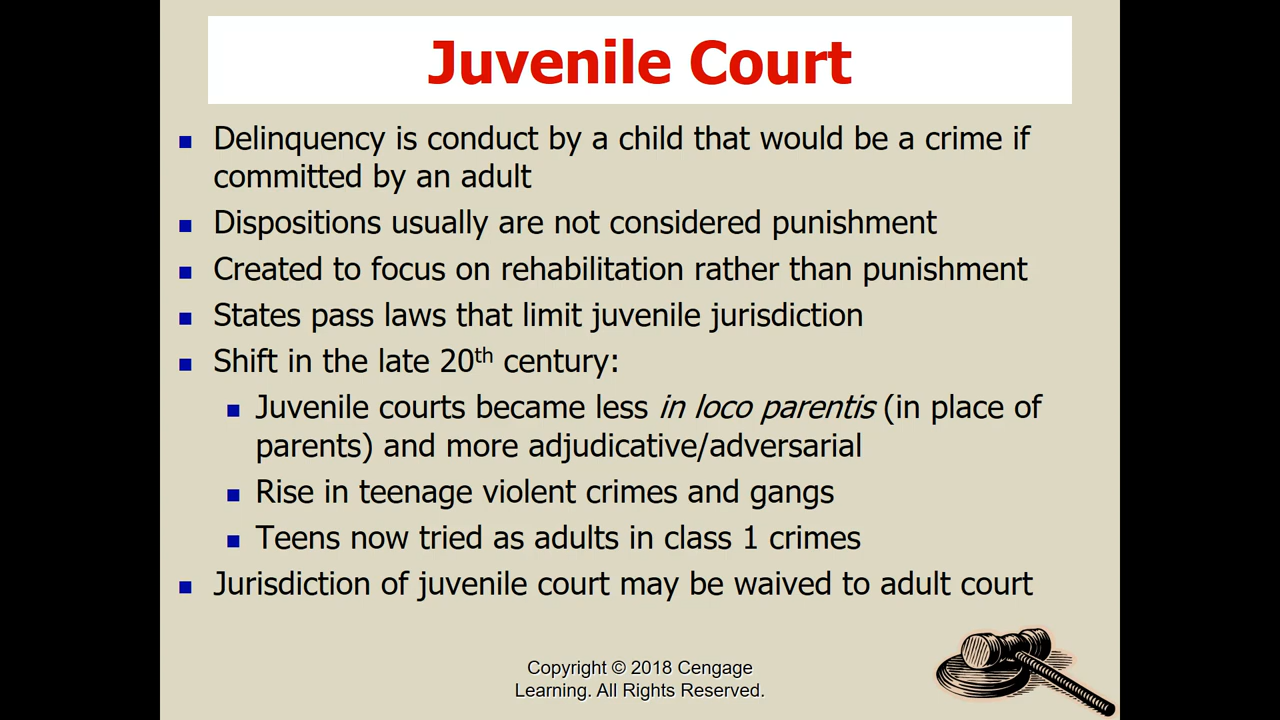 Juvenile Court
Delinquency is conduct by a child that would be a crime if
committed by an adult
Dispositions usually are not considered punishment
Created to focus on rehabilitation rather than punishment
States pass laws that limit juvenile jurisdiction
Shift in the late 20th century:
Juvenile courts became less in loco parentis (in place of
parents) and more adjudicative/adversarial
Rise in teenage violent crimes and gangs
Teens now tried as adults in class 1 crimes
Jurisdiction of juvenile court may be waived to adult court
Copyright © 2018 Cengage
Learning. All Rights Reserved.